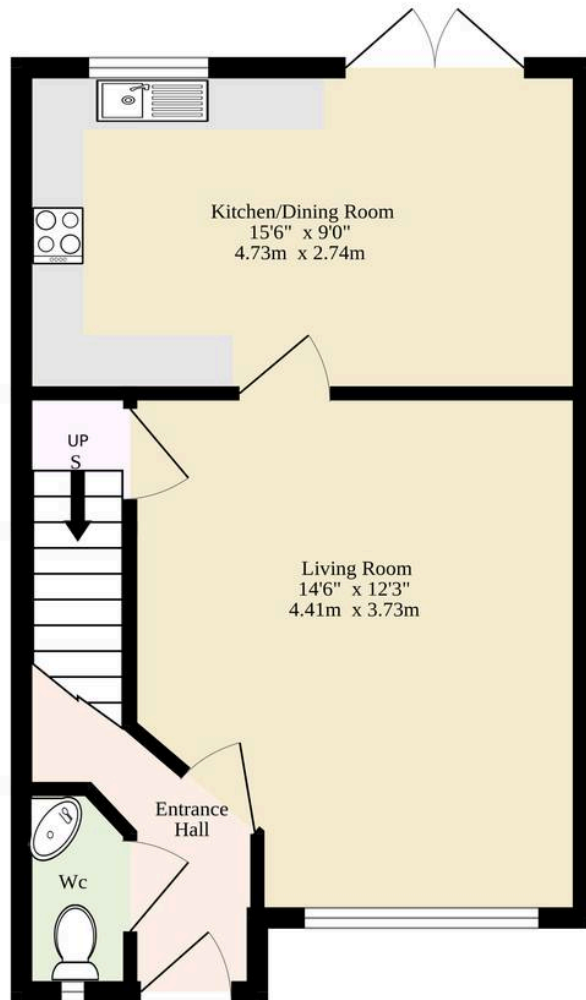 Kitchen/Dining Room
15'6" x 9'0"
4.73m x 2.74m
UP
S
Living Room
14'6" x 12'3"
4.41m x 3.73m
Entrance
Hall
Wc